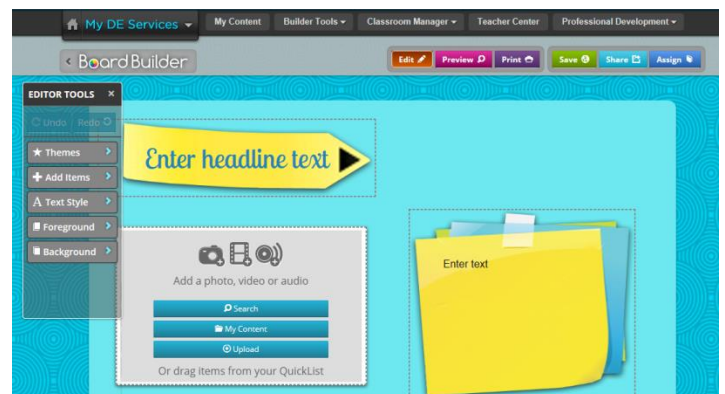 My DE Services
My Content
Builder Tools
Classroom Manager
Teacher Center
Professional Development
Board Builder
Edit
Preview
Print
Save
Share
Assign
EDITOR TOOLS ×
Undo Redo
Themes
Add Items
Text Style
Foreground
Background
Enter headline text
Add a photo, video or audio
Search
My Content
Upload
Or drag items from your QuickList
Enter text